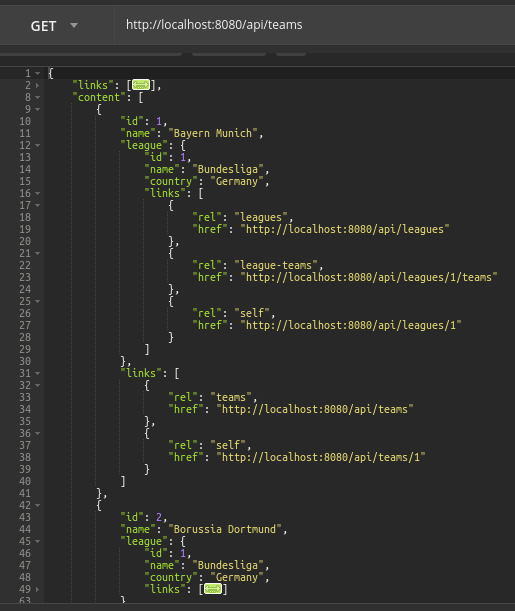 GET http://localhost:8080/api/teams
1 {
2 "links": [↔],
8 "content": [
9 {
10 "id": 1,
11 "name": "Bayern Munich",
12 "league": {
13 "id": 1,
14 "name": "Bundesliga",
15 "country": "Germany",
16 "links": [
17 {
18 "rel": "leagues",
19 "href": "http://localhost:8080/api/leagues"
20 },
21 {
22 "rel": "league-teams",
23 "href": "http://localhost:8080/api/leagues/1/teams"
24 },
25 {
26 "rel": "self",
27 "href": "http://localhost:8080/api/leagues/1"
28 }
29 ]
30 },
31 "links": [
32 {
33 "rel": "teams",
34 "href": "http://localhost:8080/api/teams"
35 },
36 {
37 "rel": "self",
38 "href": "http://localhost:8080/api/teams/1"
39 }
40 ]
41 },
42 {
43 "id": 2,
44 "name": "Borussia Dortmund",
45 "league": {
46 "id": 1,
47 "name": "Bundesliga",
48 "country": "Germany",
49 "links": [↔]
63 }